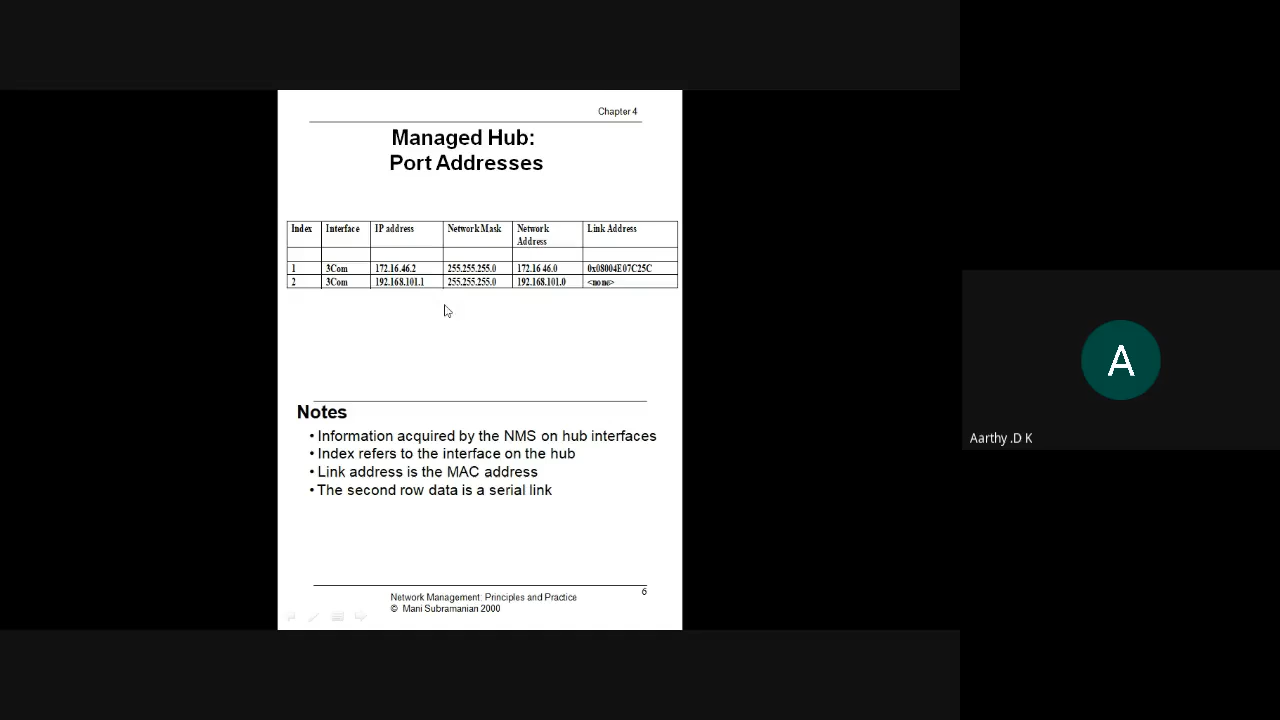 Chapter 4
Managed Hub:
Port Addresses
Index Interface IP address Network Mask Network Address Link Address
1 3Com 172.16.46.2 255.255.255.0 172.16 46.0 0x08004E07C25C
2 3Com 192.168.101.1 255.255.255.0 192.168.101.0 <none>
Notes
• Information acquired by the NMS on hub interfaces
• Index refers to the interface on the hub
• Link address is the MAC address
• The second row data is a serial link
Network Management: Principles and Practice
© Mani Subramanian 2000
6
A
Aarthy .D K